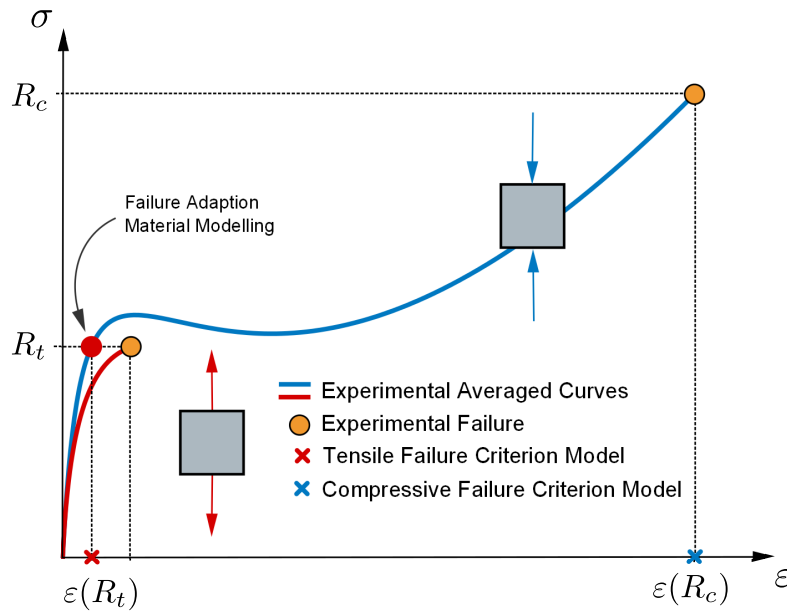 σ
R_c
Failure Adaption
Material Modelling
R_t
Experimental Averaged Curves
Experimental Failure
Tensile Failure Criterion Model
Compressive Failure Criterion Model
ε(R_t)
ε(R_c)
ε